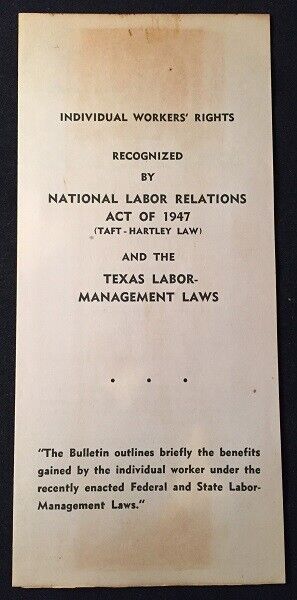 INDIVIDUAL WORKERS' RIGHTS
RECOGNIZED
BY
NATIONAL LABOR RELATIONS
ACT OF 1947
(TAFT-HARTLEY LAW)
AND THE
TEXAS LABOR-
MANAGEMENT LAWS
. . .
"The Bulletin outlines briefly the benefits
gained by the individual worker under the
recently enacted Federal and State Labor-
Management Laws."